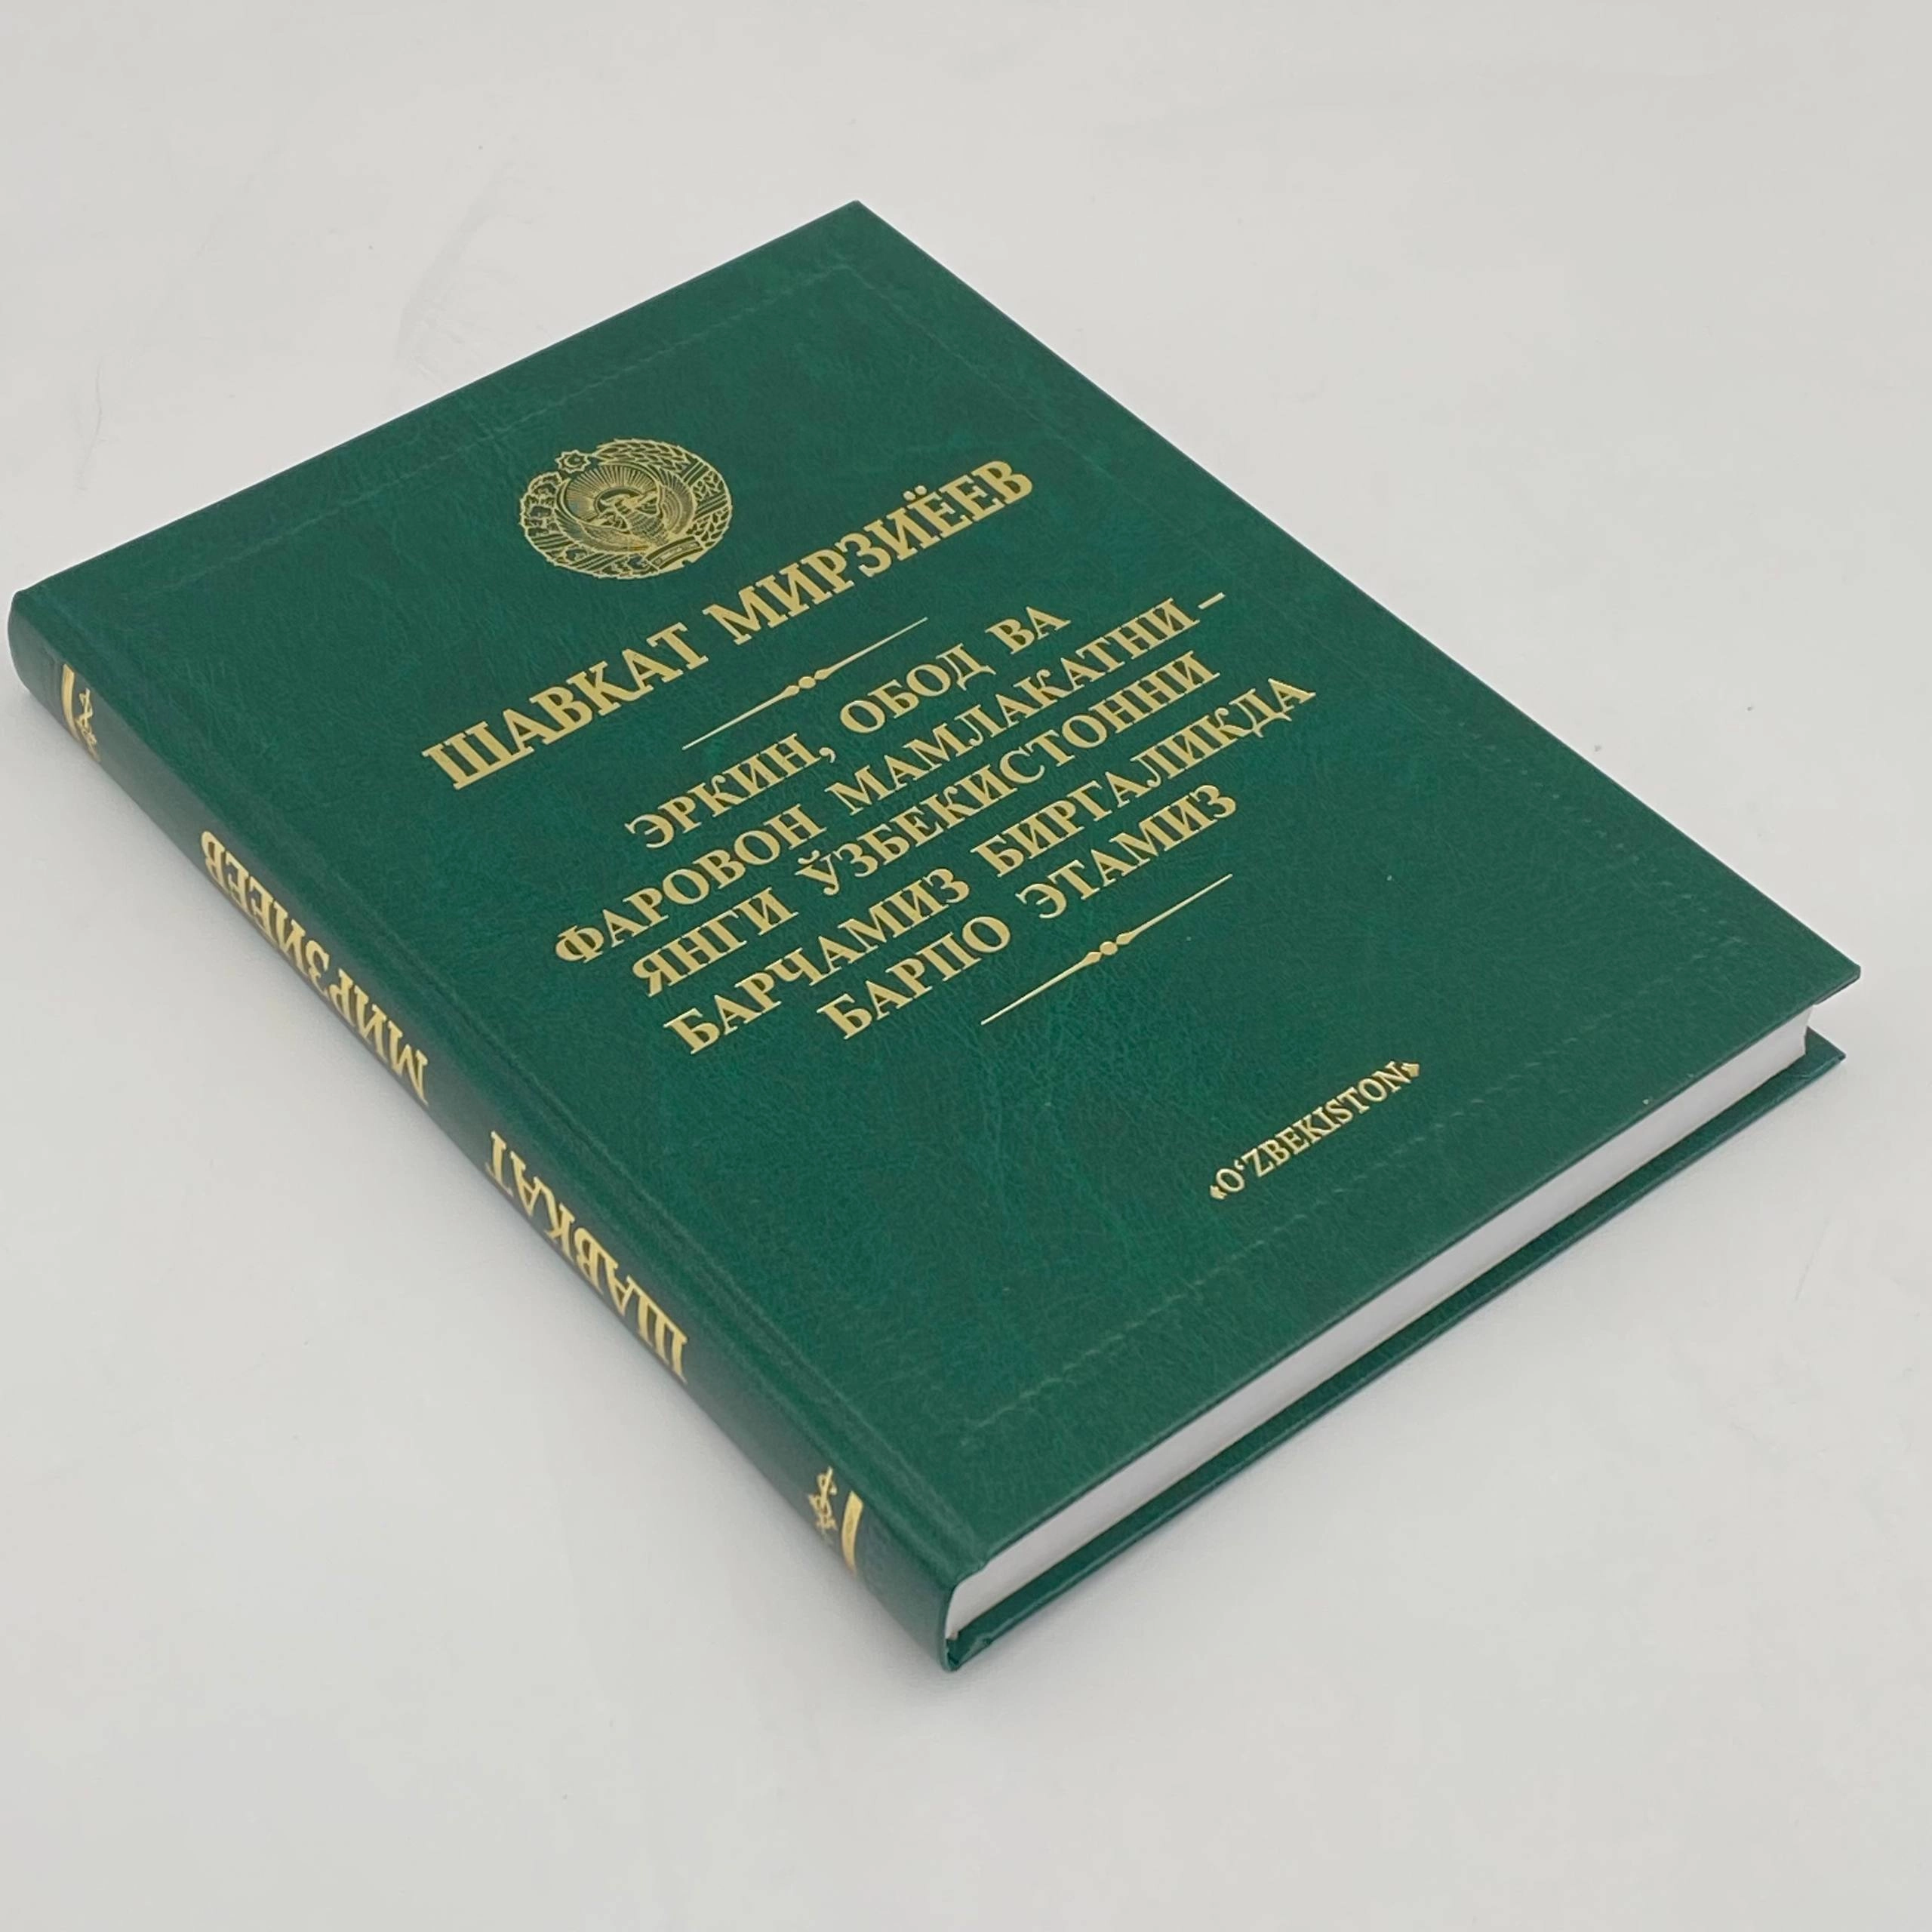 ШАВКАТ МИРЗИЁЕВ
ЭРКИН, ОБОД ВА
ФАРОВОН МАМЛАКАТНИ –
ЯНГИ ЎЗБЕКИСТОННИ
БАРЧАМИЗ БИРГАЛИКДА
БАРПО ЭТАМИЗ
«O‘ZBEKISTON»
ШАВКАТ МИРЗИЁЕВ